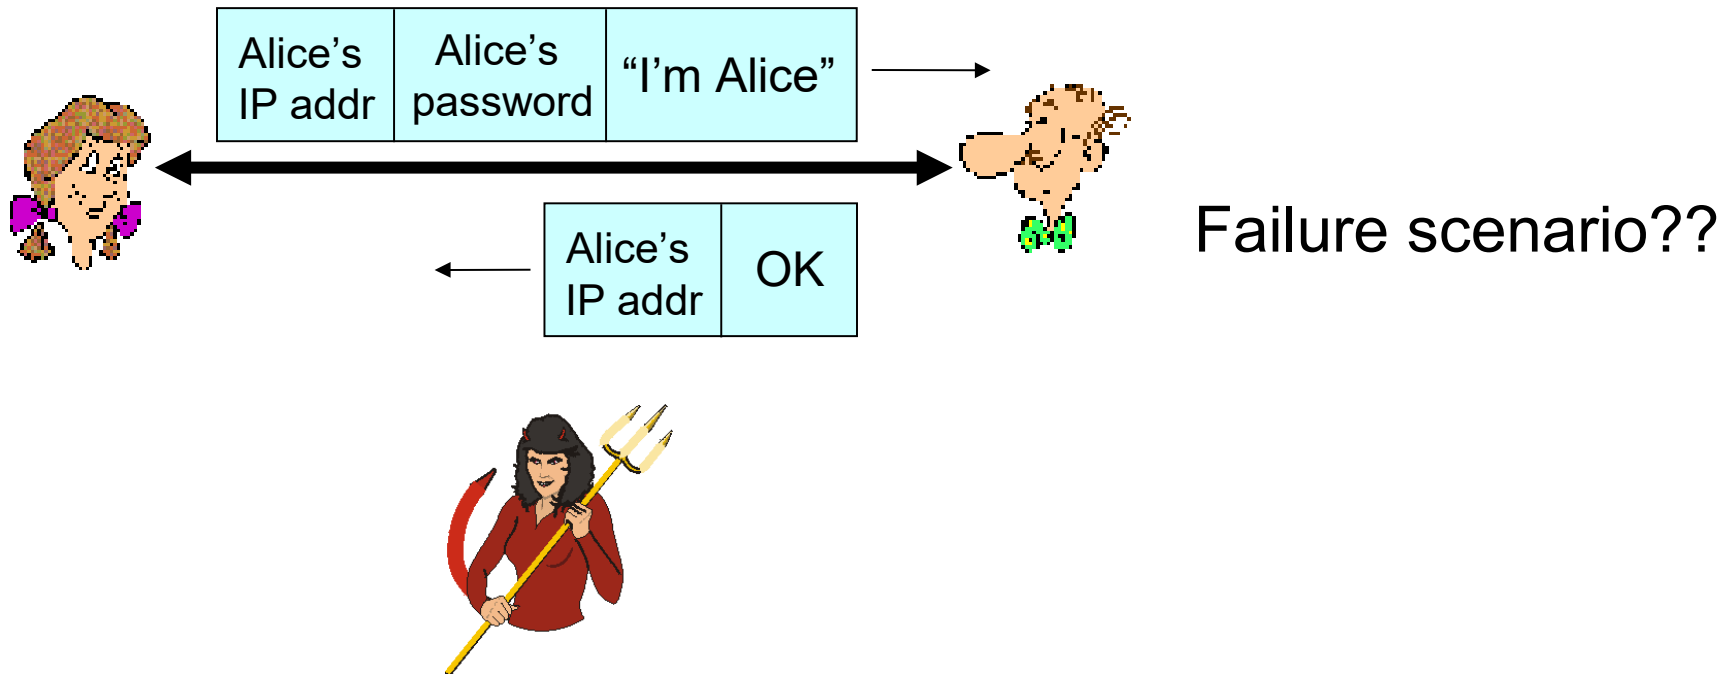 Alice’s
IP addr
Alice’s
password
“I’m Alice”
Failure scenario??
Alice’s
IP addr
OK